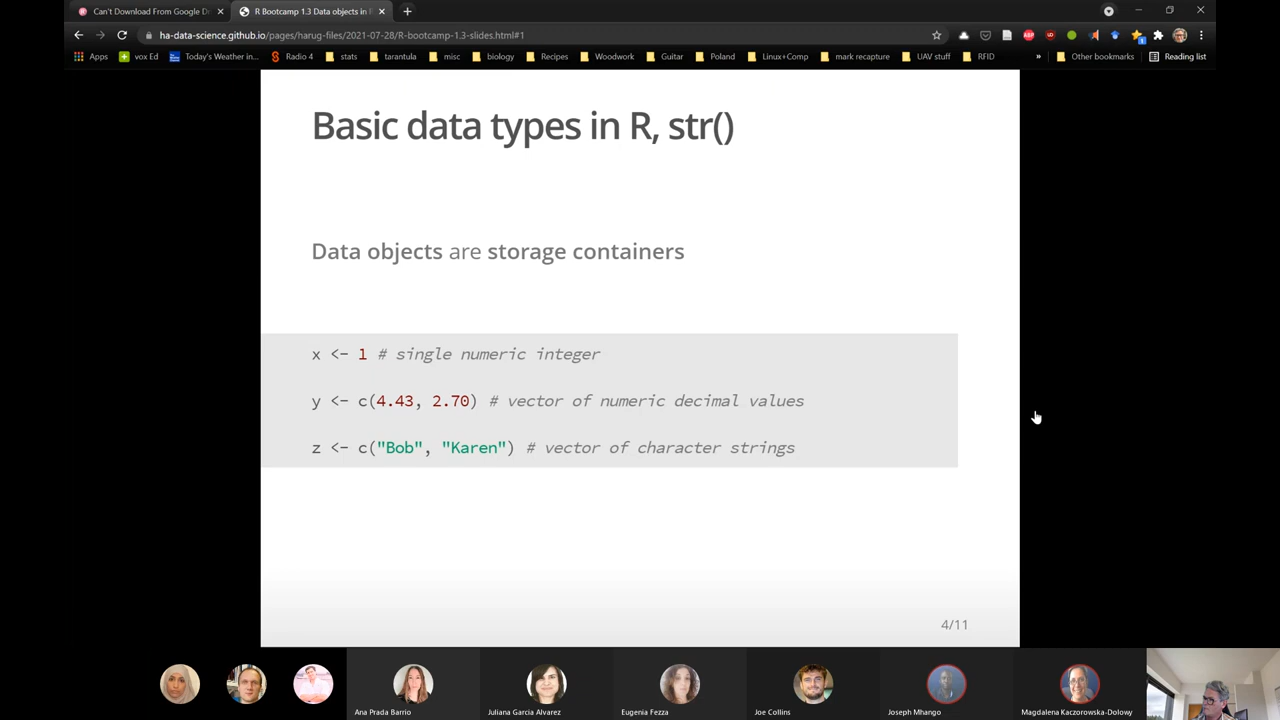 Can't Download From Google Dr
R Bootcamp 1.3 Data objects in R
ha-data-science.github.io/pages/harug-files/2021-07-28/R-bootcamp-1.3-slides.html#1
Apps vox Ed Today's Weather in... Radio 4 stats tarantula misc biology Recipes Woodwork Guitar Poland Linux+Comp mark recapture UAV stuff RFID » Other bookmarks Reading list
Basic data types in R, str()
Data objects are storage containers
x <- 1 # single numeric integer
y <- c(4.43, 2.70) # vector of numeric decimal values
z <- c("Bob", "Karen") # vector of character strings
4/11
Ana Prada Barrio Juliana Garcia Alvarez Eugenia Fezza Joe Collins Joseph Mhango Magdalena Kaczorowska-Dolowy